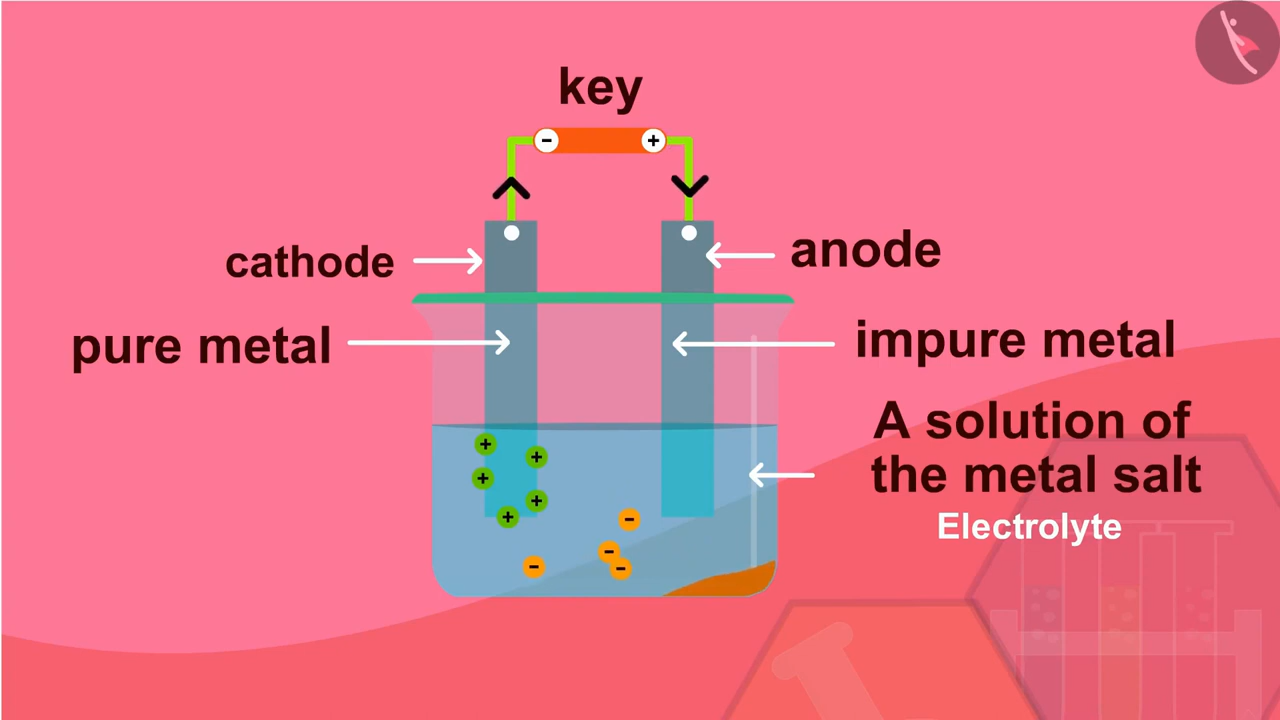 key
- +
cathode
anode
pure metal
impure metal
A solution of
the metal salt
Electrolyte
+
+
+
+
+
-
-
-
-